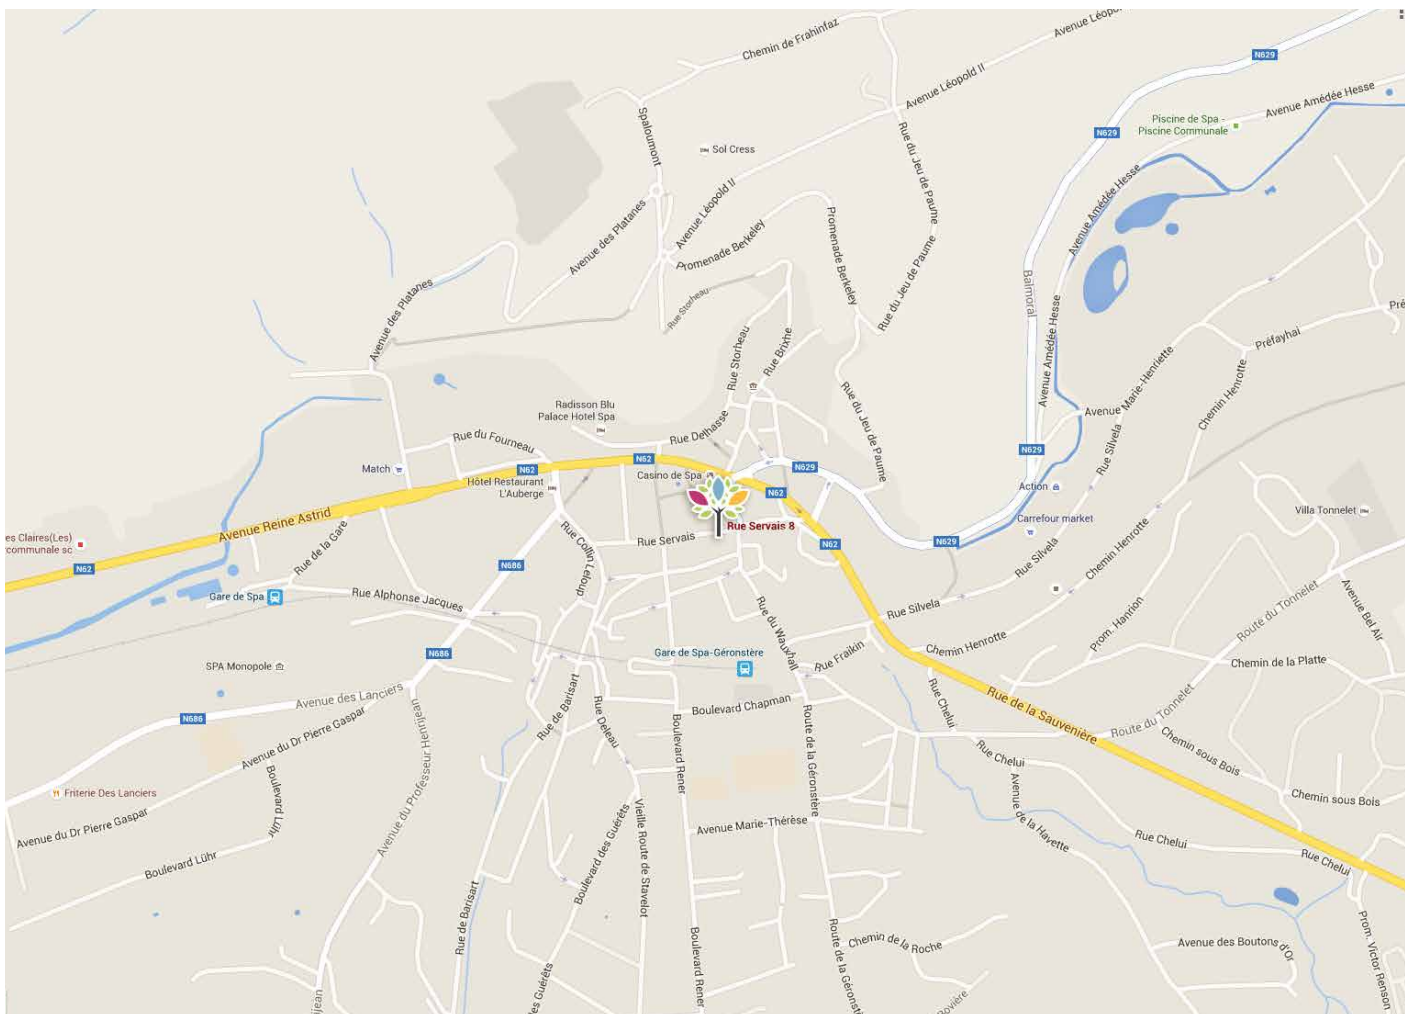 Avenue Léopol
Chemin de Frahinfaz
N629
Avenue Léopold II
Avenue Amédée Hesse
Spaloumont
Piscine de Spa -
Piscine Communale
N629
Sol Cress
Rue du Jeu de Paume
Avenue Amédée Hesse
Avenue Léopold II
Avenue des Platanes
Promenade Berkeley
Promenade Berkeley
Rue du Jeu de Paume
Balmoral
Avenue des Platanes
Rue Storheau
Pré
Préfayhai
Rue Storheau
Rue Brixhe
Avenue Amédée Hesse
Avenue Marie-Henriette
Chemin Henrotte
Radisson Blu
Palace Hotel Spa
Rue Delhasse
Rue du Jeu de Paume
Rue du Fourneau
N62
N62
Match
Hôtel Restaurant
L'Auberge
Casino de Spa
N629
N629
Rue Silvela
Action
N62
Carrefour market
Villa Tonnelet
Avenue Reine Astrid
Rue Servais 8
es Claires(Les)
communale sc
N62
Rue de la Gare
Rue Collin Leloup
Rue Servais
N62
N629
Rue Silvela
Chemin Henrotte
N686
Gare de Spa
Rue Alphonse Jacques
Rue Silvela
Prom. Hanrion
Route du Tonnelet
Avenue Bel Air
Rue du Wauxhall
N686
Gare de Spa-Géronstère
Rue Fraikin
Chemin Henrotte
Chemin de la Platte
SPA Monopole
Avenue des Lanciers
N686
Rue de Barisart
Rue Deleau
Boulevard Chapman
Rue Chelui
Rue de la Sauvenière
Route du Tonnelet
Avenue du Dr Pierre Gaspar
Avenue du Professeur Henrijean
Boulevard Rener
Route de la Géronstère
Rue Chelui
Chemin sous Bois
Friterie Des Lanciers
Boulevard Lühr
Chemin sous Bois
Avenue du Dr Pierre Gaspar
Boulevard des Guérêts
Vieille Route de Stavelot
Avenue Marie-Thérèse
Avenue de la Havette
Rue Chelui
Rue Chelui
Boulevard Lühr
Rue de Barisart
Boulevard Rener
Route de la Géronstère
Chemin de la Roche
Avenue des Boutons d'Or
Prom. Victor Renson
ijean
des Guérêts
Rovière